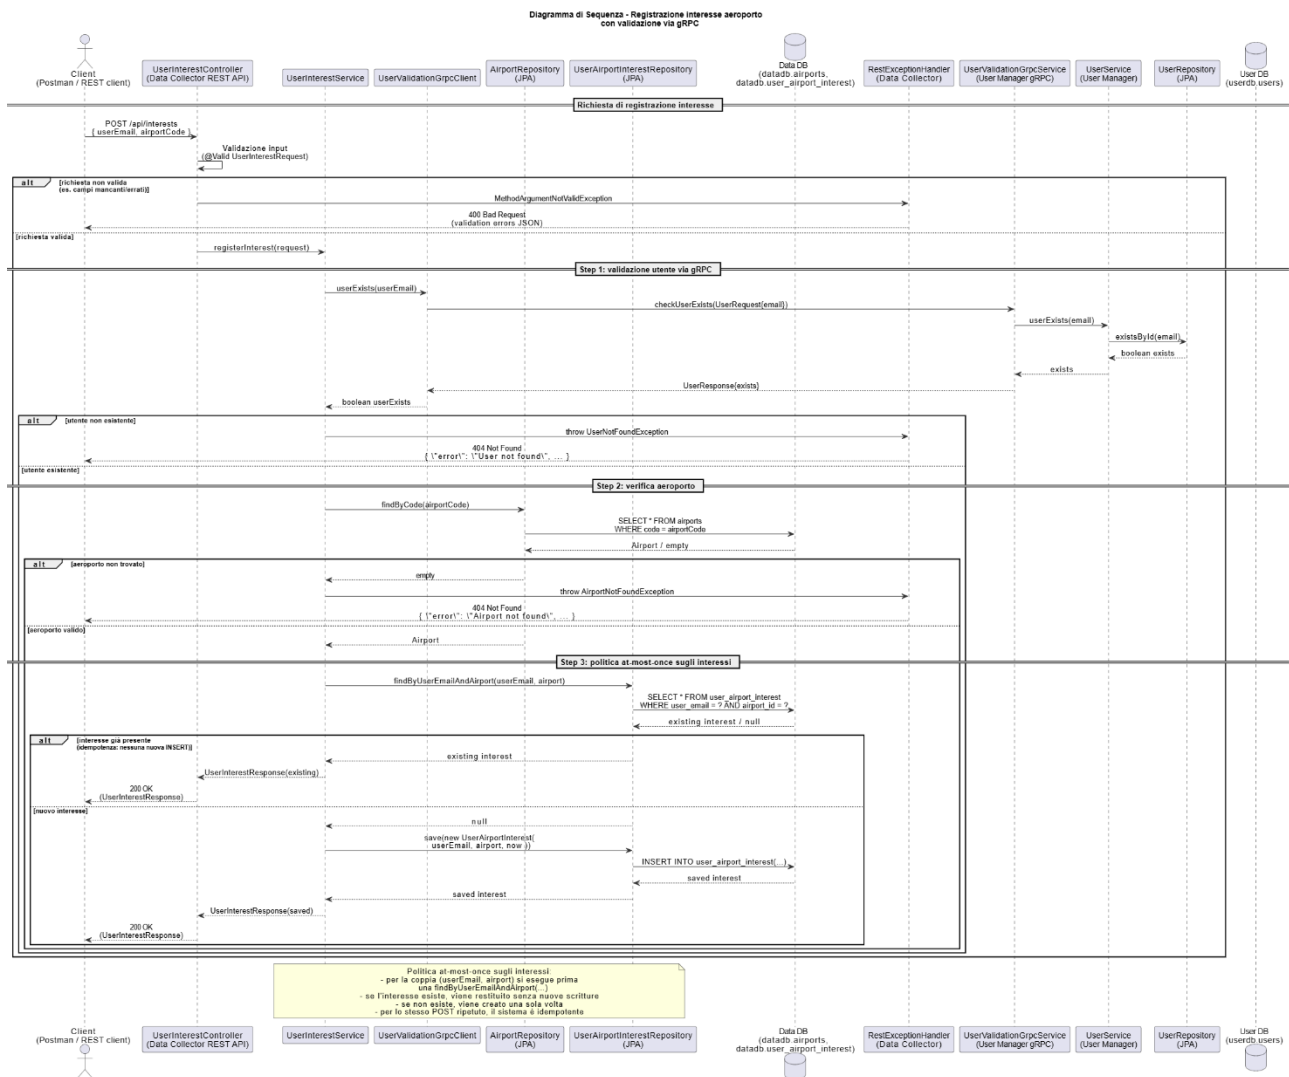 Diagramma di Sequenza - Registrazione interesse aeroporto
con validazione via gRPC
Client
(Postman / REST client)
UserInterestController
(Data Collector REST API)
UserInterestService
UserValidationGrpcClient
AirportRepository
(JPA)
UserAirportInterestRepository
(JPA)
Data DB
(datadb.airports,
datadb.user_airport_interest)
RestExceptionHandler
(Data Collector)
UserValidationGrpcService
(User Manager gRPC)
UserService
(User Manager)
UserRepository
(JPA)
User DB
(userdb.users)
Richiesta di registrazione interesse
POST /api/interests
{ userEmail, airportCode }
Validazione input
(@Valid UserInterestRequest)
alt
[richiesta non valida
(es. campi mancanti/errati)]
MethodArgumentNotValidException
400 Bad Request
(validation errors JSON)
[richiesta valida]
registerInterest(request)
Step 1: validazione utente via gRPC
userExists(userEmail)
checkUserExists(UserRequest{email})
userExists(email)
existsById(email)
boolean exists
exists
UserResponse{exists}
boolean userExists
alt
[utente non esistente]
throw UserNotFoundException
404 Not Found
{ \"error\": \"User not found\", ... }
[utente esistente]
Step 2: verifica aeroporto
findByCode(airportCode)
SELECT * FROM airports
WHERE code = airportCode
Airport / empty
alt
[aeroporto non trovato]
empty
throw AirportNotFoundException
404 Not Found
{ \"error\": \"Airport not found\", ... }
[aeroporto valido]
Airport
Step 3: politica at-most-once sugli interessi
findByUserEmailAndAirport(userEmail, airport)
SELECT * FROM user_airport_interest
WHERE user_email = ? AND airport_id = ?
existing interest / null
alt
[interesse già presente
(idempotenza: nessuna nuova INSERT)]
existing interest
UserInterestResponse(existing)
200 OK
(UserInterestResponse)
[nuovo interesse]
null
save(new UserAirportInterest(
userEmail, airport, now ))
INSERT INTO user_airport_interest(...)
saved interest
saved interest
UserInterestResponse(saved)
200 OK
(UserInterestResponse)
Politica at-most-once sugli interessi:
- per la coppia (userEmail, airport) si esegue prima
una findByUserEmailAndAirport(...)
- se l'interesse esiste, viene restituito senza nuove scritture
- se non esiste, viene creato una sola volta
- per lo stesso POST ripetuto, il sistema è idempotente
Client
(Postman / REST client)
UserInterestController
(Data Collector REST API)
UserInterestService
UserValidationGrpcClient
AirportRepository
(JPA)
UserAirportInterestRepository
(JPA)
Data DB
(datadb.airports,
datadb.user_airport_interest)
RestExceptionHandler
(Data Collector)
UserValidationGrpcService
(User Manager gRPC)
UserService
(User Manager)
UserRepository
(JPA)
User DB
(userdb.users)